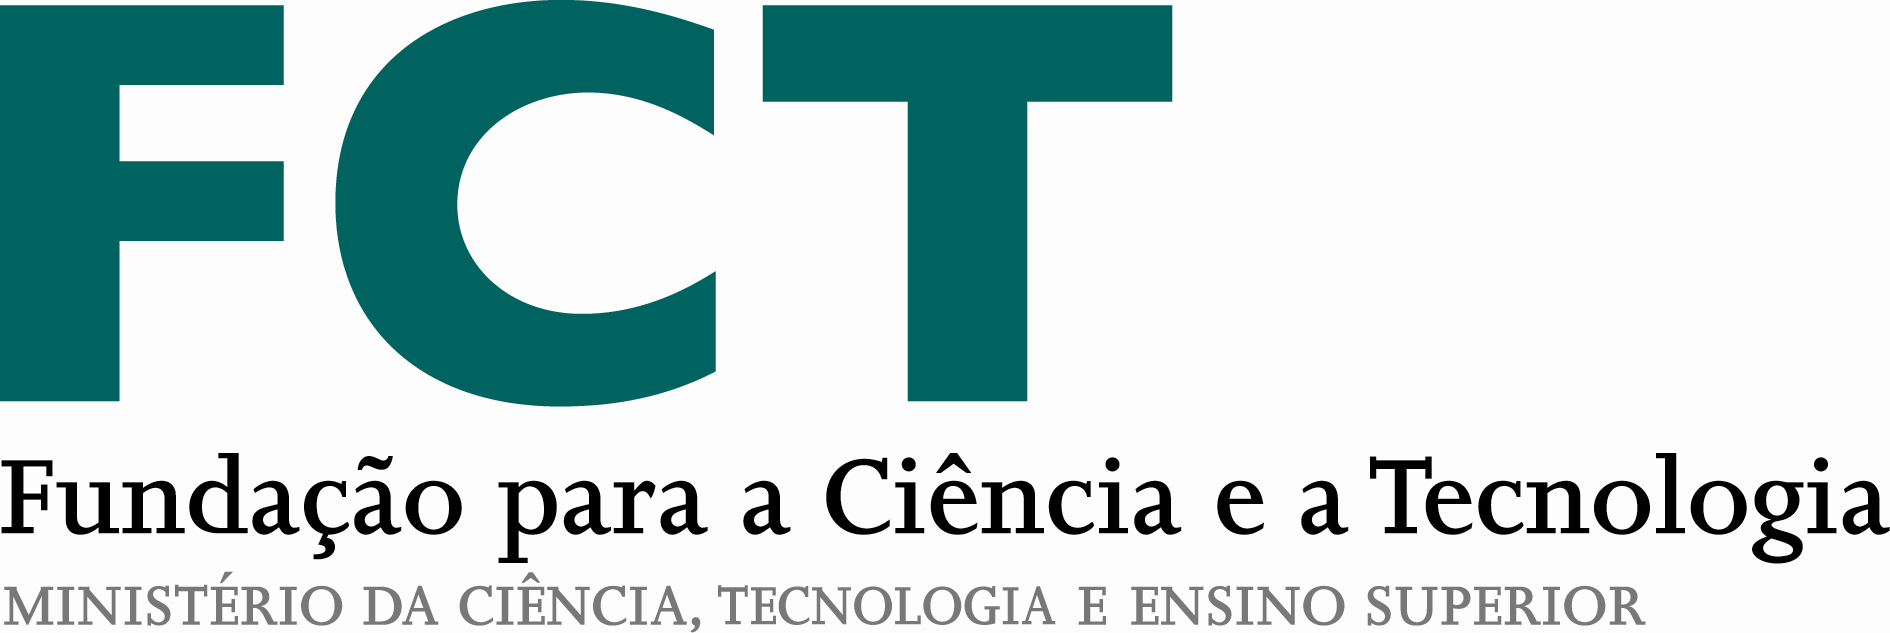 FCT
Fundação para a Ciência e a Tecnologia
MINISTÉRIO DA CIÊNCIA, TECNOLOGIA E ENSINO SUPERIOR